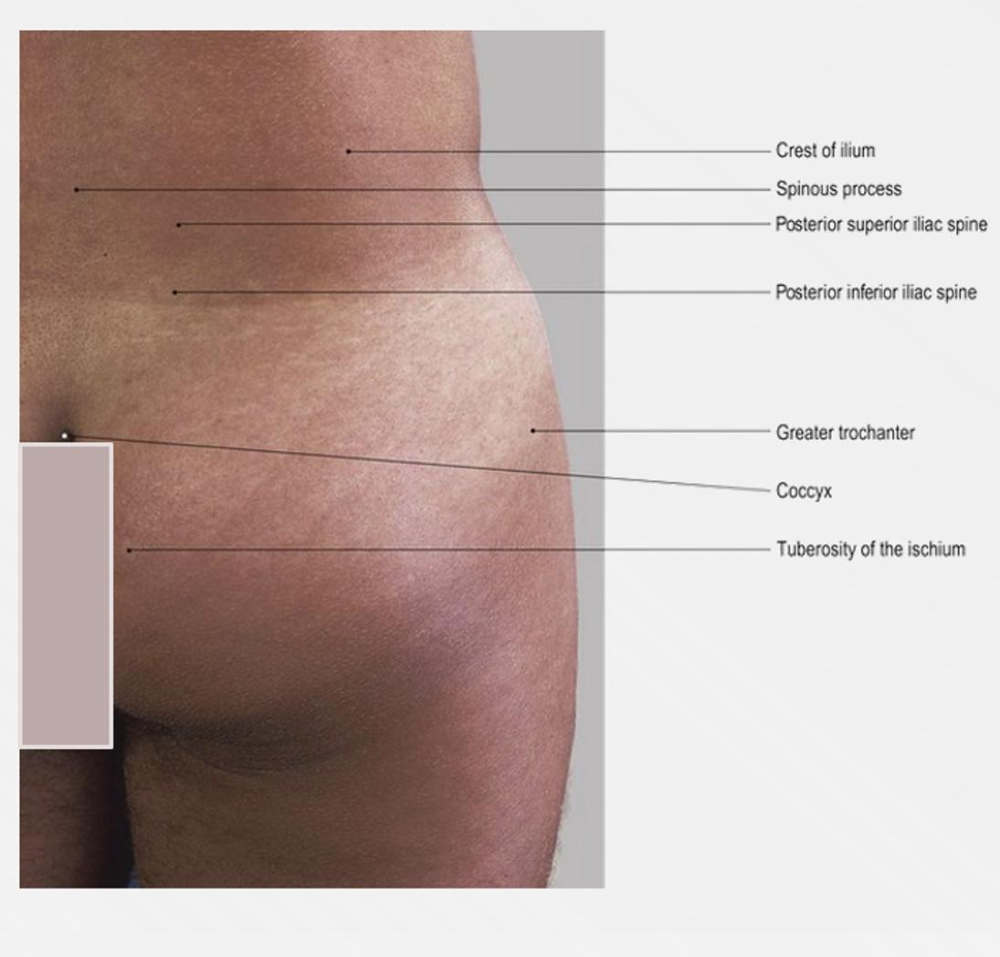 Crest of ilium
Spinous process
Posterior superior iliac spine
Posterior inferior iliac spine
Greater trochanter
Coccyx
Tuberosity of the ischium